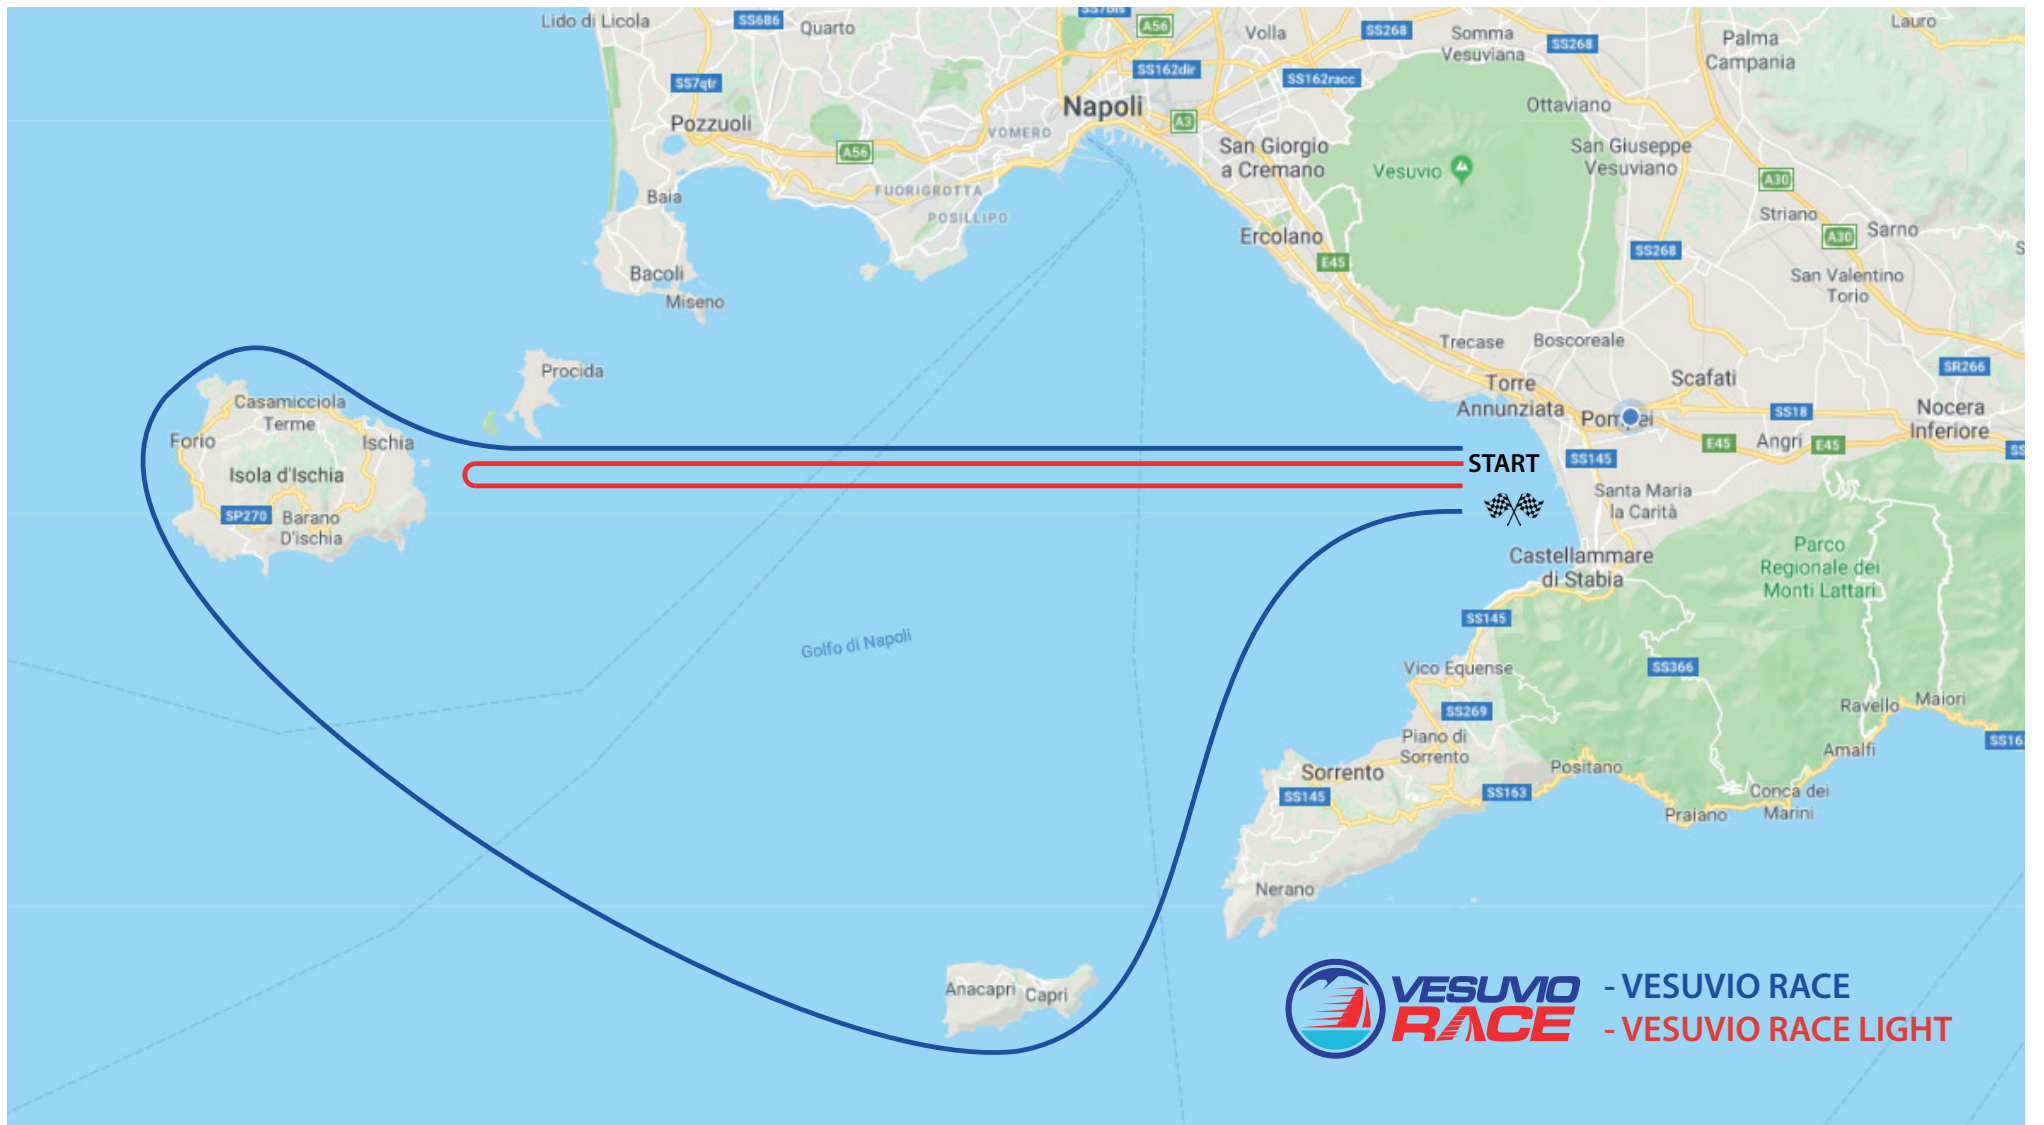 Lido di Licola
SS686
Quarto
SS7bis
A56
Volla
SS268
Somma
Vesuviana
SS268
Palma
Campania
Lauro
SS7qtr
SS162dir
SS162racc
Napoli
Ottaviano
Pozzuoli
VOMERO
A3
A56
San Giorgio
a Cremano
Vesuvio
San Giuseppe
Vesuviano
A30
Baia
FUORIGROTTA
POSILLIPO
Striano
Sarno
Ercolano
A30
SS268
E45
Bacoli
Miseno
San Valentino
Torio
Trecase
Boscoreale
Procida
SR266
Torre
Annunziata
Scafati
Pompei
SS18
Nocera
Inferiore
Casamicciola
Terme
Forio
Ischia
E45
Angri
E45
START
SS145
Isola d'Ischia
SP270
Barano
D'ischia
Santa Maria
la Carità
Castellammare
di Stabia
Parco
Regionale dei
Monti Lattari
SS145
Golfo di Napoli
Vico Equense
SS366
SS269
Ravello
Maiori
Piano di
Sorrento
Amalfi
Sorrento
Positano
SS145
SS163
Conca dei
Marini
Praiano
Nerano
Anacapri
Capri
VESUVIO
RACE
- VESUVIO RACE
- VESUVIO RACE LIGHT